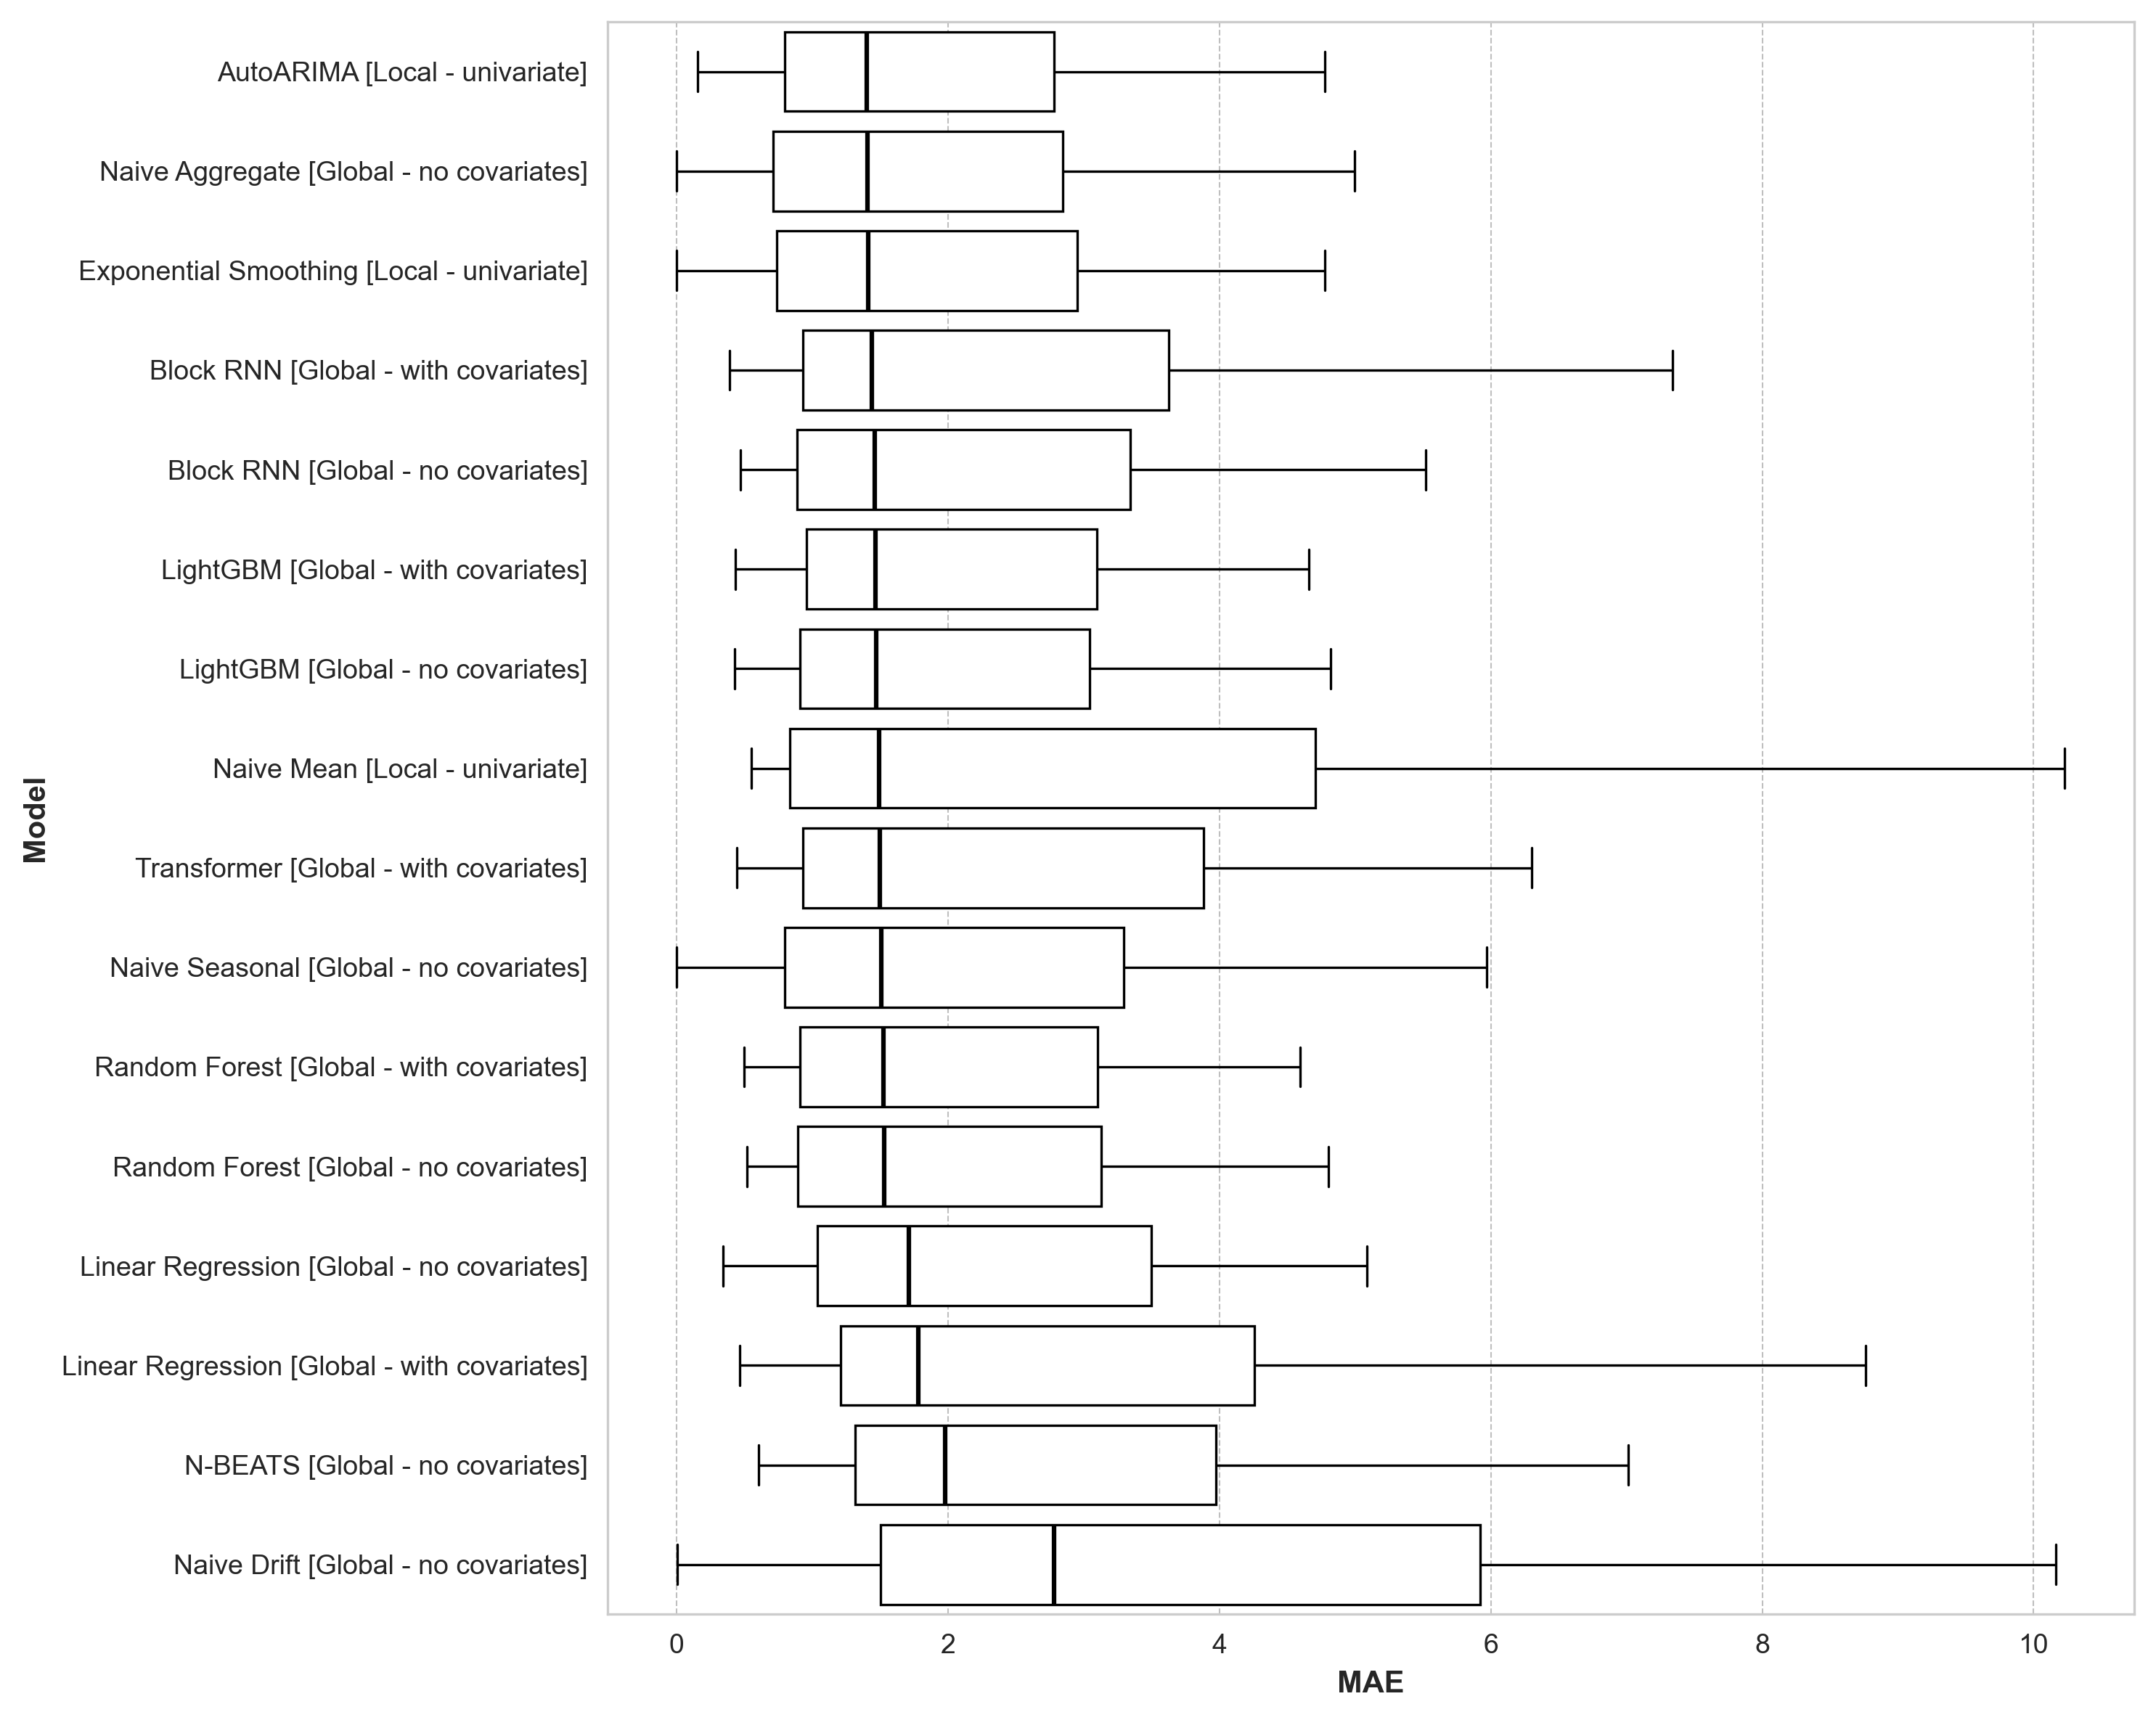 AutoARIMA [Local - univariate]
Naive Aggregate [Global - no covariates]
Exponential Smoothing [Local - univariate]
Block RNN [Global - with covariates]
Block RNN [Global - no covariates]
LightGBM [Global - with covariates]
LightGBM [Global - no covariates]
Naive Mean [Local - univariate]
Transformer [Global - with covariates]
Naive Seasonal [Global - no covariates]
Random Forest [Global - with covariates]
Random Forest [Global - no covariates]
Linear Regression [Global - no covariates]
Linear Regression [Global - with covariates]
N-BEATS [Global - no covariates]
Naive Drift [Global - no covariates]
Model
0 2 4 6 8 10
MAE